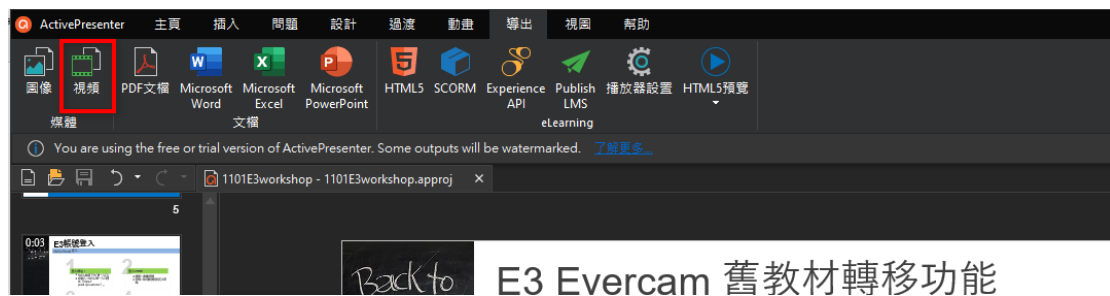 ActivePresenter 主頁 插入 問題 設計 過渡 動畫 導出 視圖 幫助
圖像 視頻 PDF文檔 Microsoft Word Microsoft Excel Microsoft PowerPoint HTML5 SCORM Experience API Publish LMS 播放器設置 HTML5預覽
媒體 文檔 eLearning
You are using the free or trial version of ActivePresenter. Some outputs will be watermarked. 了解更多...
1101E3workshop - 1101E3workshop.approj ×
5
0:03 E3帳號登入
1 2
Back to
E3 Evercam 舊教材轉移功能